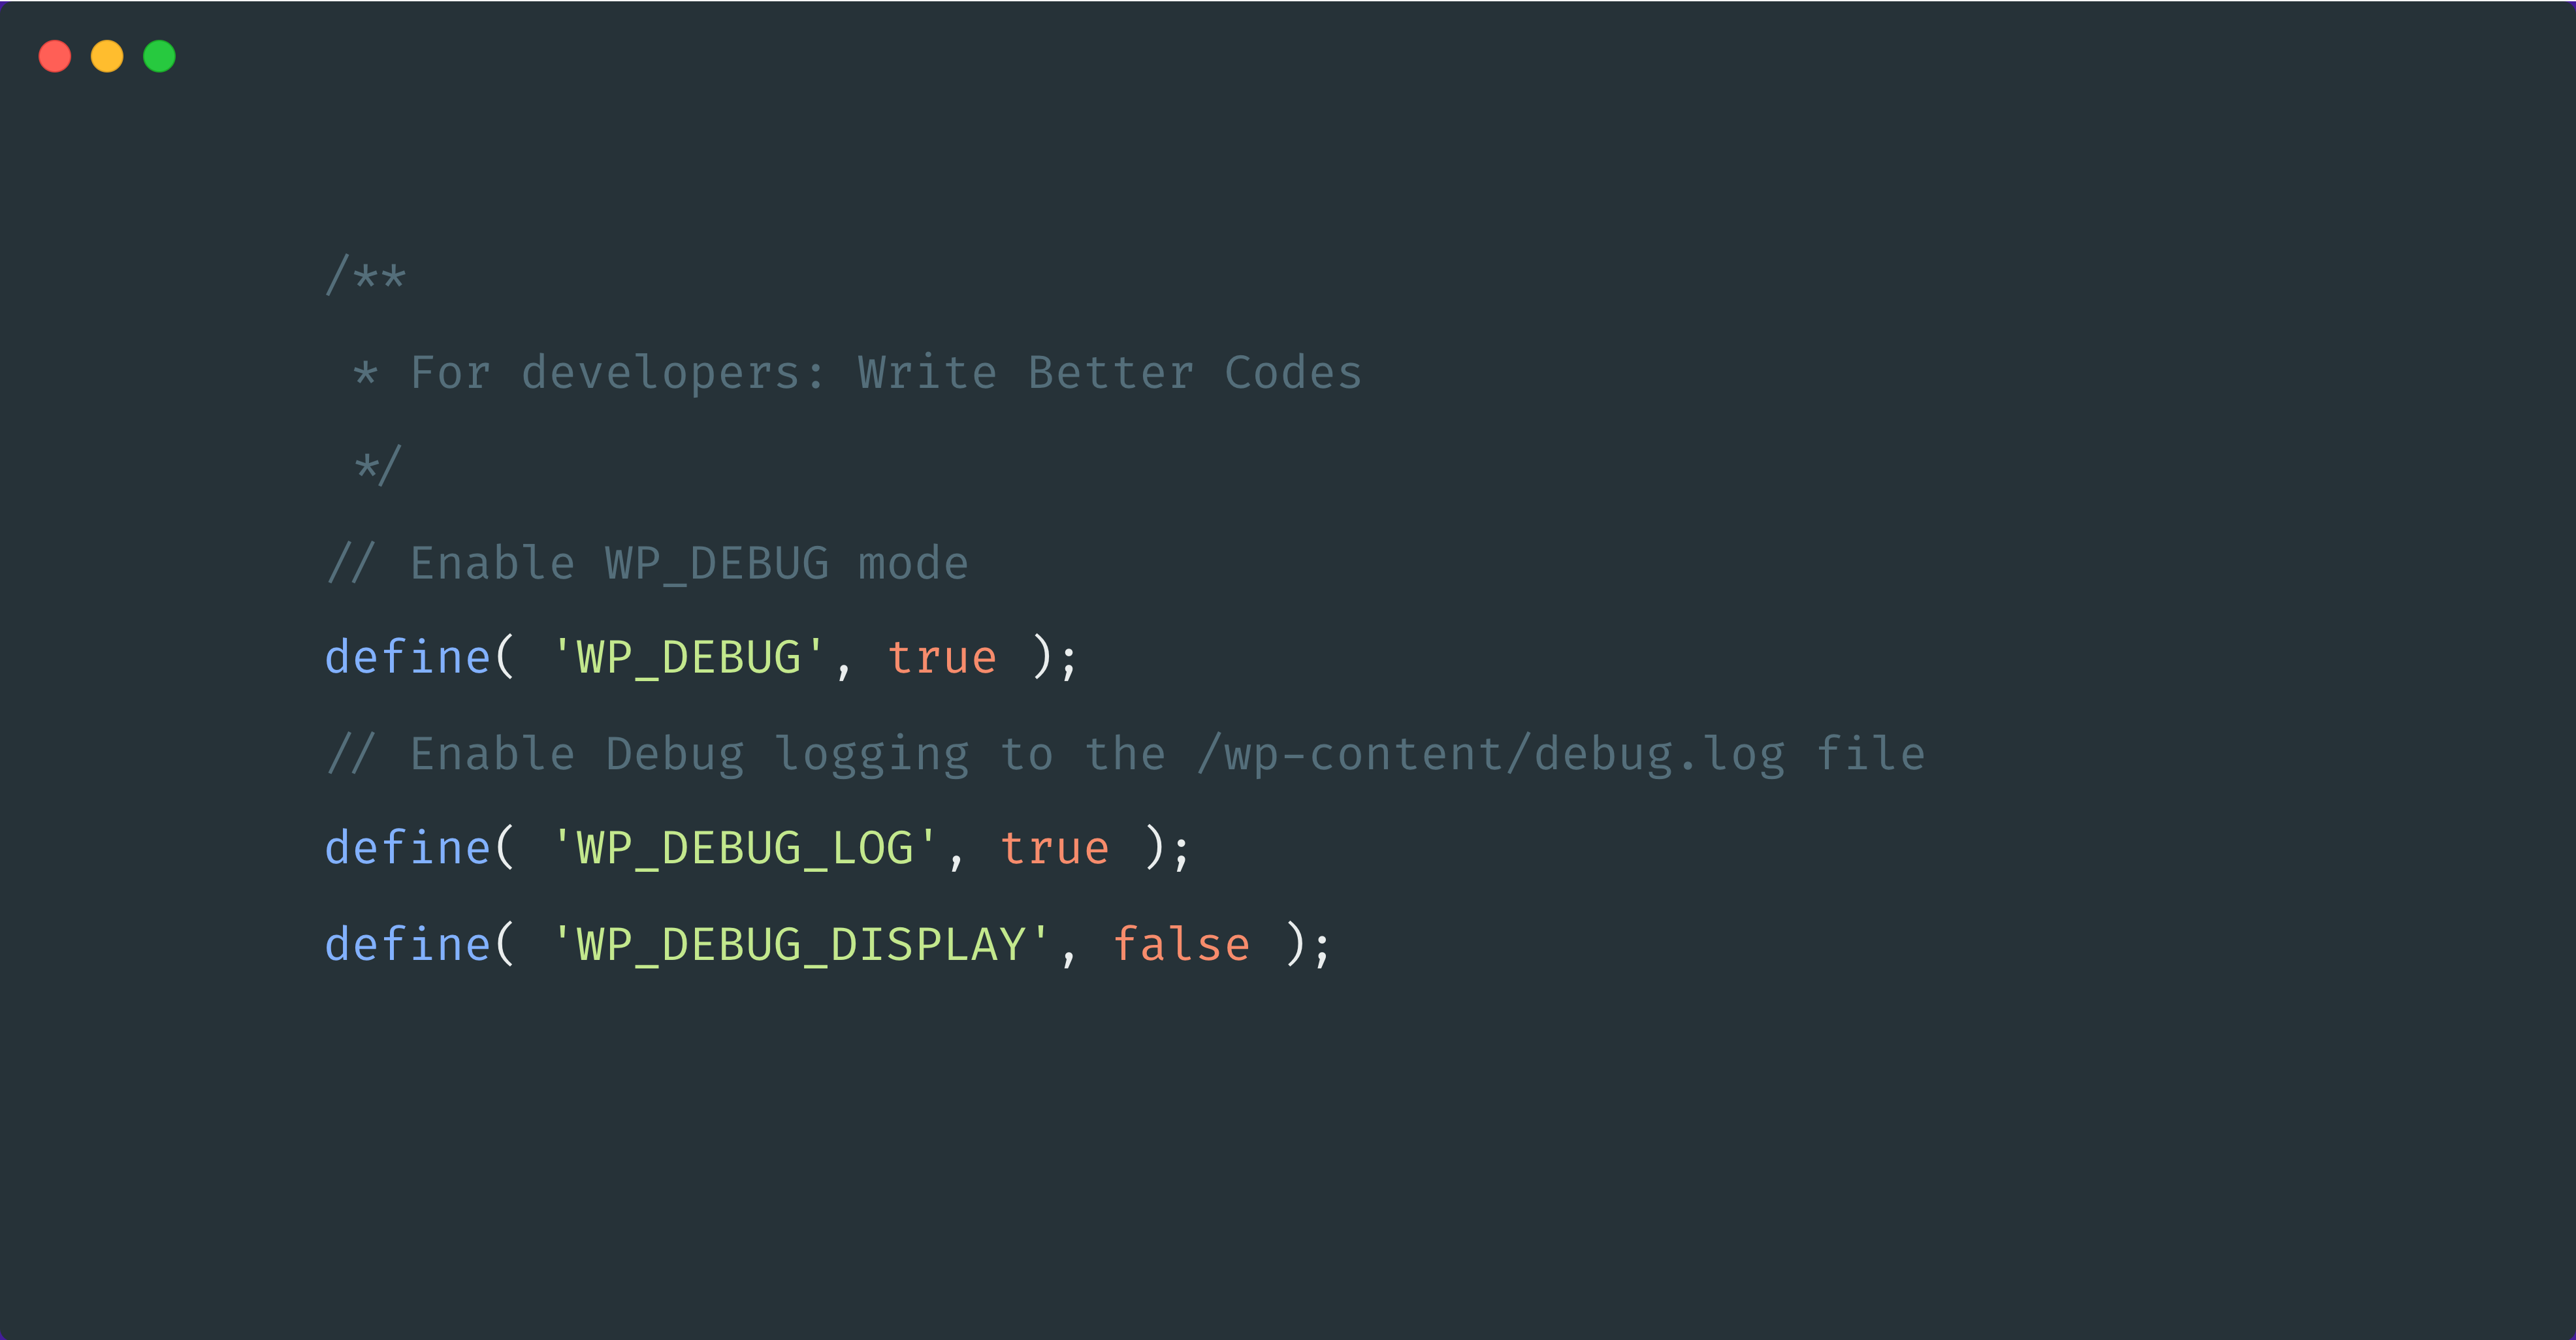 /**
 * For developers: Write Better Codes
 */
// Enable WP_DEBUG mode
define( 'WP_DEBUG', true );
// Enable Debug logging to the /wp-content/debug.log file
define( 'WP_DEBUG_LOG', true );
define( 'WP_DEBUG_DISPLAY', false );